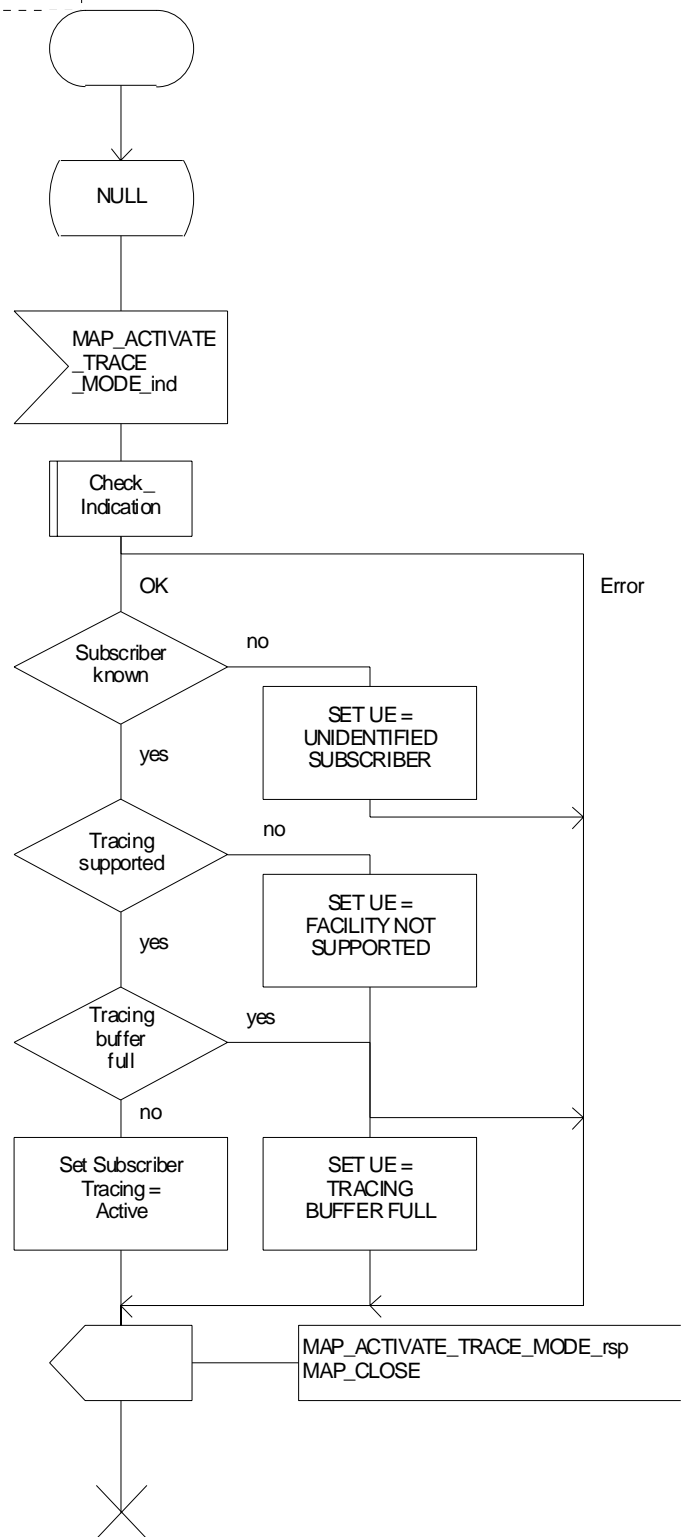 NULL
MAP_ACTIVATE
_TRACE
_MODE_ind
Check_
Indication
OK
Error
Subscriber
known
no
SET UE =
UNIDENTIFIED
SUBSCRIBER
yes
Tracing
supported
no
SET UE =
FACILITY NOT
SUPPORTED
yes
Tracing
buffer
full
yes
no
Set Subscriber
Tracing =
Active
SET UE =
TRACING
BUFFER FULL
MAP_ACTIVATE_TRACE_MODE_rsp
MAP_CLOSE